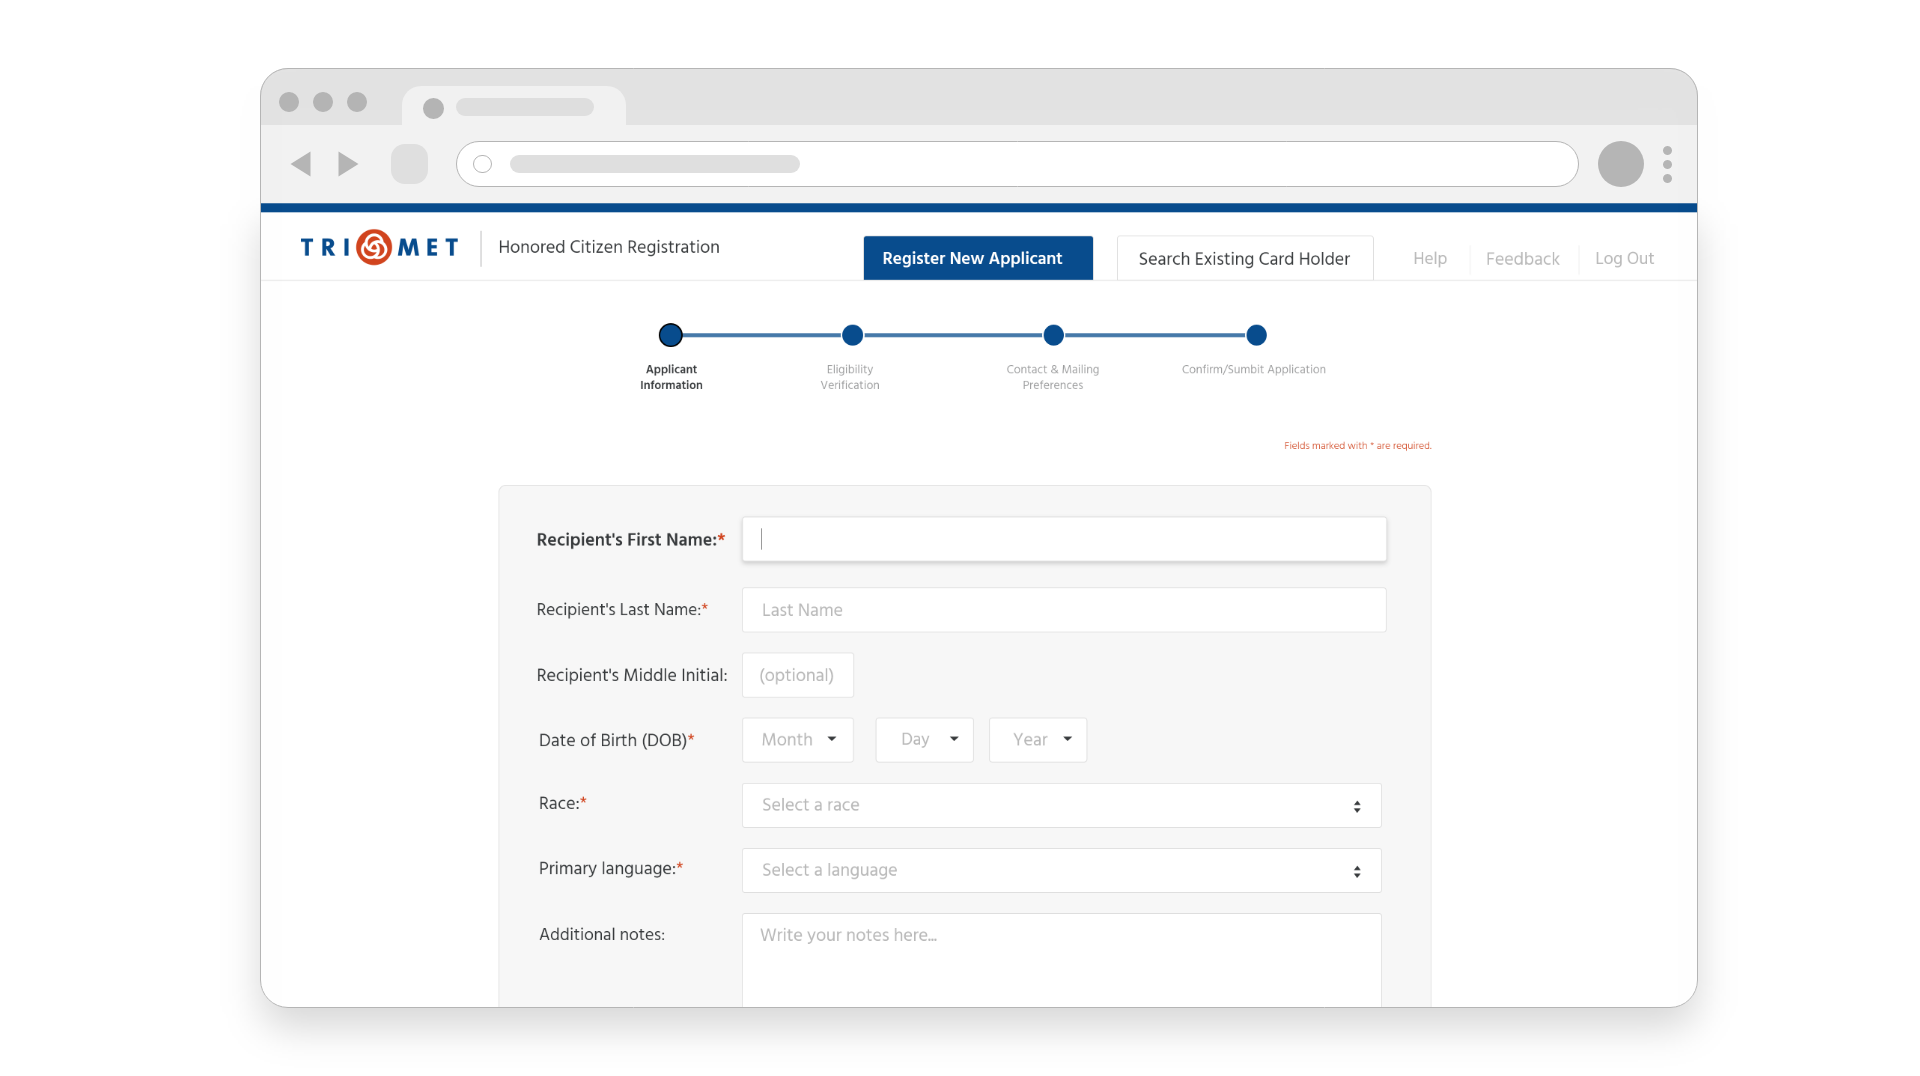 TRI MET
Honored Citizen Registration
Register New Applicant
Search Existing Card Holder
Help
Feedback
Log Out
Applicant
Information
Eligibility
Verification
Contact & Mailing
Preferences
Confirm/Sumbit Application
Fields marked with * are required.
Recipient's First Name:*
Recipient's Last Name:*
Last Name
Recipient's Middle Initial:
(optional)
Date of Birth (DOB)*
Month
Day
Year
Race:*
Select a race
Primary language:*
Select a language
Additional notes:
Write your notes here...